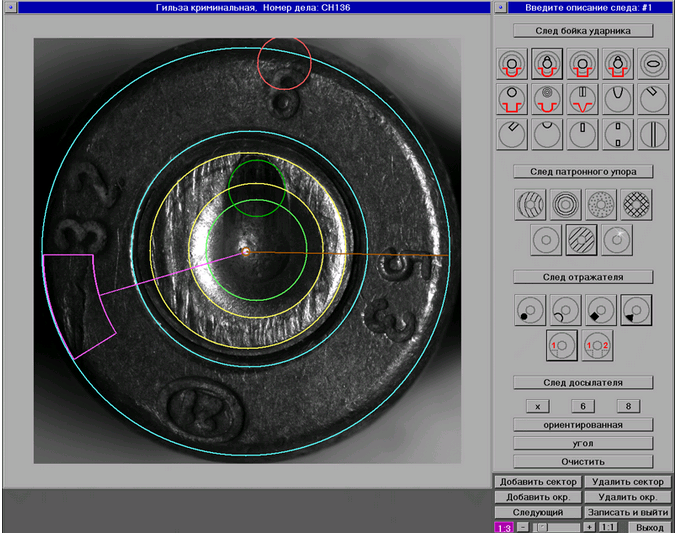 Гильза криминальная, Номер дела: CH136
Введите описание следа: #1
След бойка ударника
След патронного упора
След отражателя
1
1 2
След досылателя
x 6 8
ориентированная
угол
Очистить
Добавить сектор Удалить сектор
Добавить окр. Удалить окр.
Следующий Записать и выйти
1:3 - + 1:1 Выход